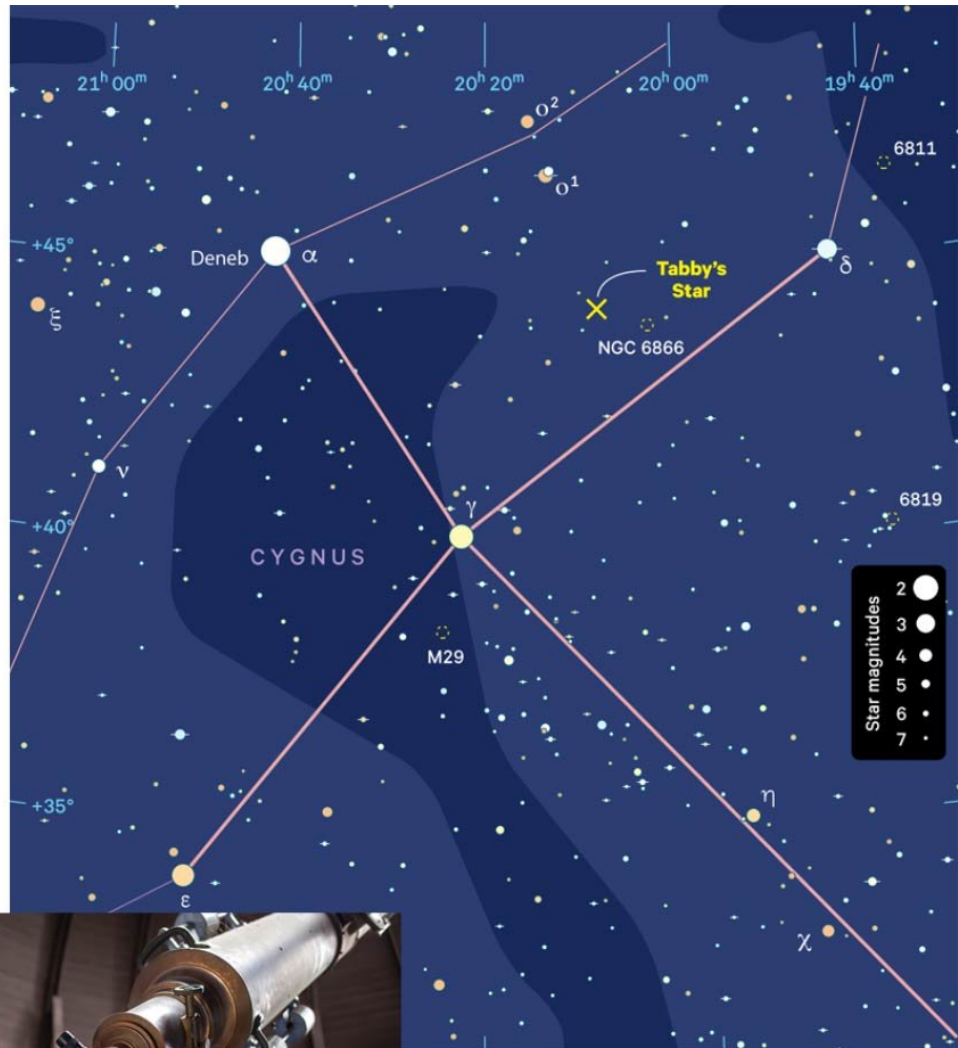 21ʰ 00ᵐ
20ʰ 40ᵐ
20ʰ 20ᵐ
20ʰ 00ᵐ
19ʰ 40ᵐ
ο²
6811
ο¹
+45°
Deneb α
δ
Tabby's
Star
ξ
NGC 6866
ν
γ
+40°
6819
CYGNUS
M29
Star magnitudes
2
3
4
5
6
7
+35°
η
ε
χ